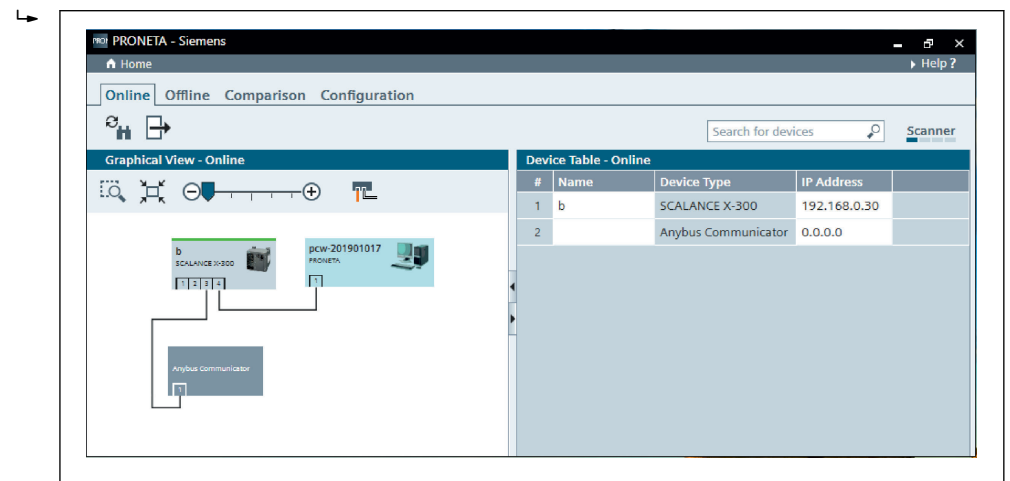 PRONETA - Siemens
Home
Help ?
Online Offline Comparison Configuration
Search for devices
Scanner
Graphical View - Online
Device Table - Online
# Name Device Type IP Address
1 b SCALANCE X-300 192.168.0.30
2 Anybus Communicator 0.0.0.0
b
SCALANCE X-300
1 2 3 4
pcw-201901017
PRONETA
1
Anybus Communicator
1